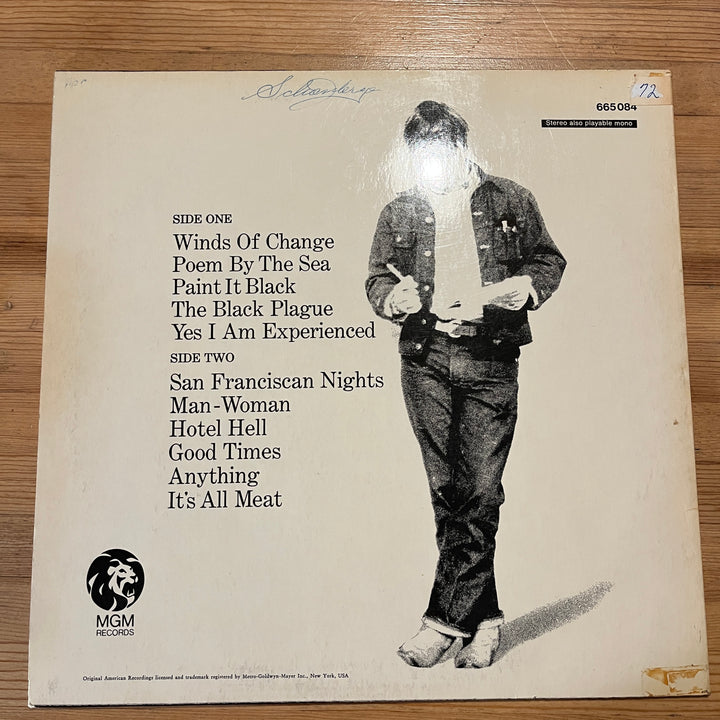 72
665084
Stereo also playable mono
SIDE ONE
Winds Of Change
Poem By The Sea
Paint It Black
The Black Plague
Yes I Am Experienced
SIDE TWO
San Franciscan Nights
Man-Woman
Hotel Hell
Good Times
Anything
It's All Meat
MGM
RECORDS
Original American Recordings licensed and trademark registered by Metro-Goldwyn-Mayer Inc., New York, USA